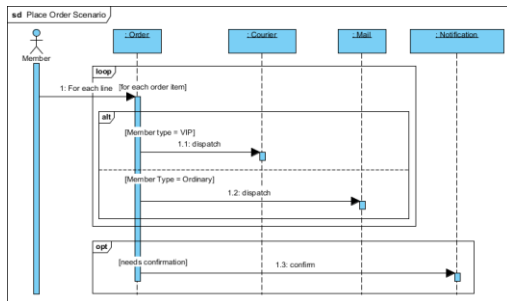 sd Place Order Scenario
: Order
: Courier
: Mail
: Notification
Member
loop
1: For each line
[for each order item]
alt
[Member type = VIP]
1.1: dispatch
[Member Type = Ordinary]
1.2: dispatch
opt
[needs confirmation]
1.3: confirm